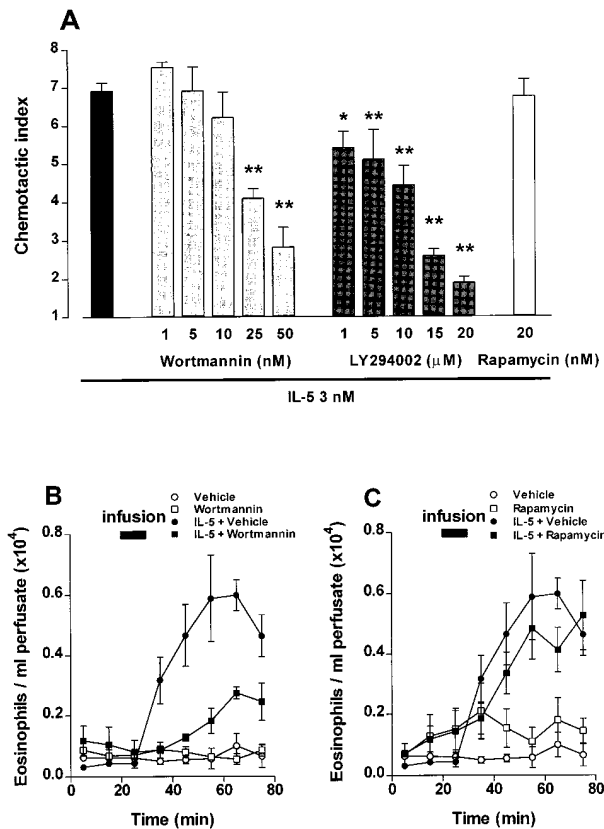 A
Chemotactic index
8
7
6
5
4
3
2
1
* ** ** ** ** ** **
1 5 10 25 50 1 5 10 15 20 20
Wortmannin (nM) LY294002 (μM) Rapamycin (nM)
IL-5 3 nM
B
infusion
Vehicle
Wortmannin
IL-5 + Vehicle
IL-5 + Wortmannin
Eosinophils / ml perfusate (x10⁴)
0.8
0.6
0.4
0.2
0.0
0 20 40 60 80
Time (min)
C
infusion
Vehicle
Rapamycin
IL-5 + Vehicle
IL-5 + Rapamycin
Eosinophils / ml perfusate (x10⁴)
0.8
0.6
0.4
0.2
0.0
0 20 40 60 80
Time (min)